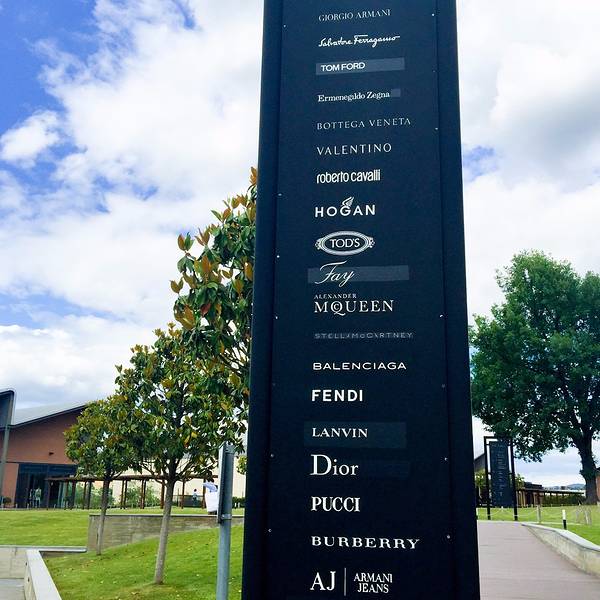 GIORGIO ARMANI
Salvatore Ferragamo
TOM FORD
Ermenegildo Zegna
BOTTEGA VENETA
VALENTINO
roberto cavalli
HOGAN
TOD'S
Fay
ALEXANDER
McQUEEN
STELLA McCARTNEY
BALENCIAGA
FENDI
LANVIN
Dior
PUCCI
BURBERRY
AJ | ARMANI
JEANS